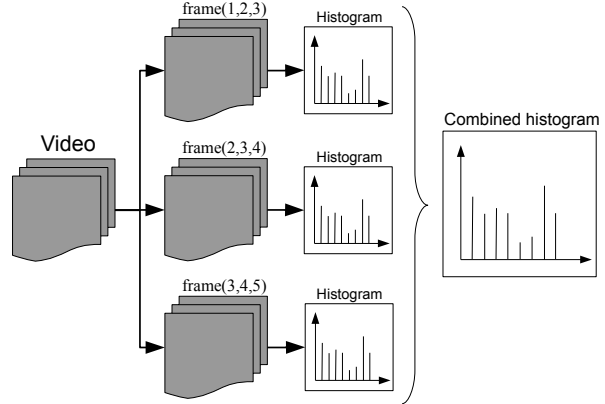 Video
frame(1,2,3)
Histogram
frame(2,3,4)
Histogram
frame(3,4,5)
Histogram
Combined histogram